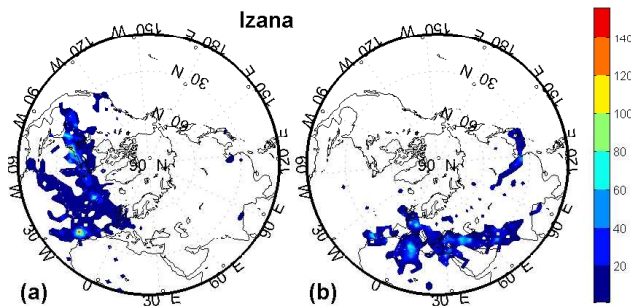 Izana
150 W
180 W
150 E
120 W
90 W
60 W
30 W
0
30 E
60 E
90 E
120 E
30 N
60 N
90° N
(a)
150 W
180 W
150 E
120 W
90 W
60 W
30 W
0
30 E
60 E
90 E
120 E
30 N
60 N
90° N
(b)
140
120
100
80
60
40
20